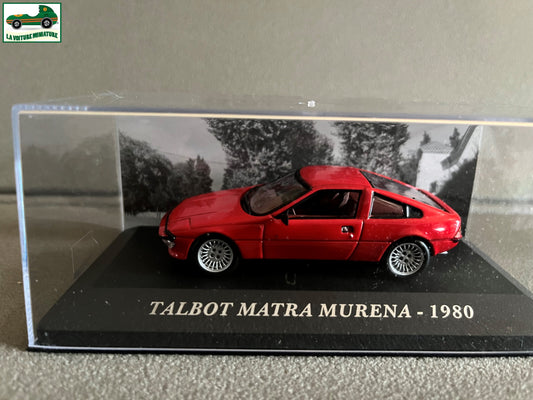 LA VOITURE MINIATURE
TALBOT MATRA MURENA - 1980